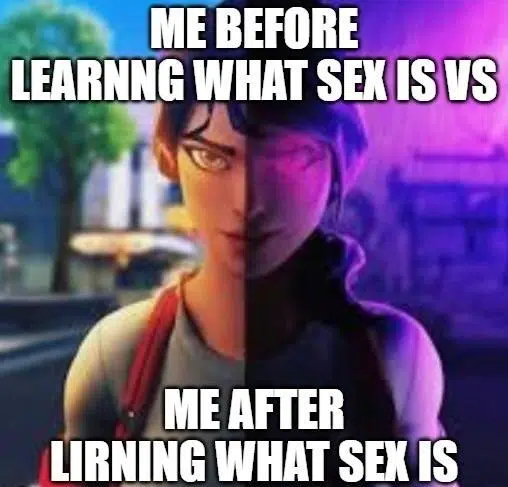 ME BEFORE
LEARNNG WHAT SEX IS VS
ME AFTER
LIRNING WHAT SEX IS